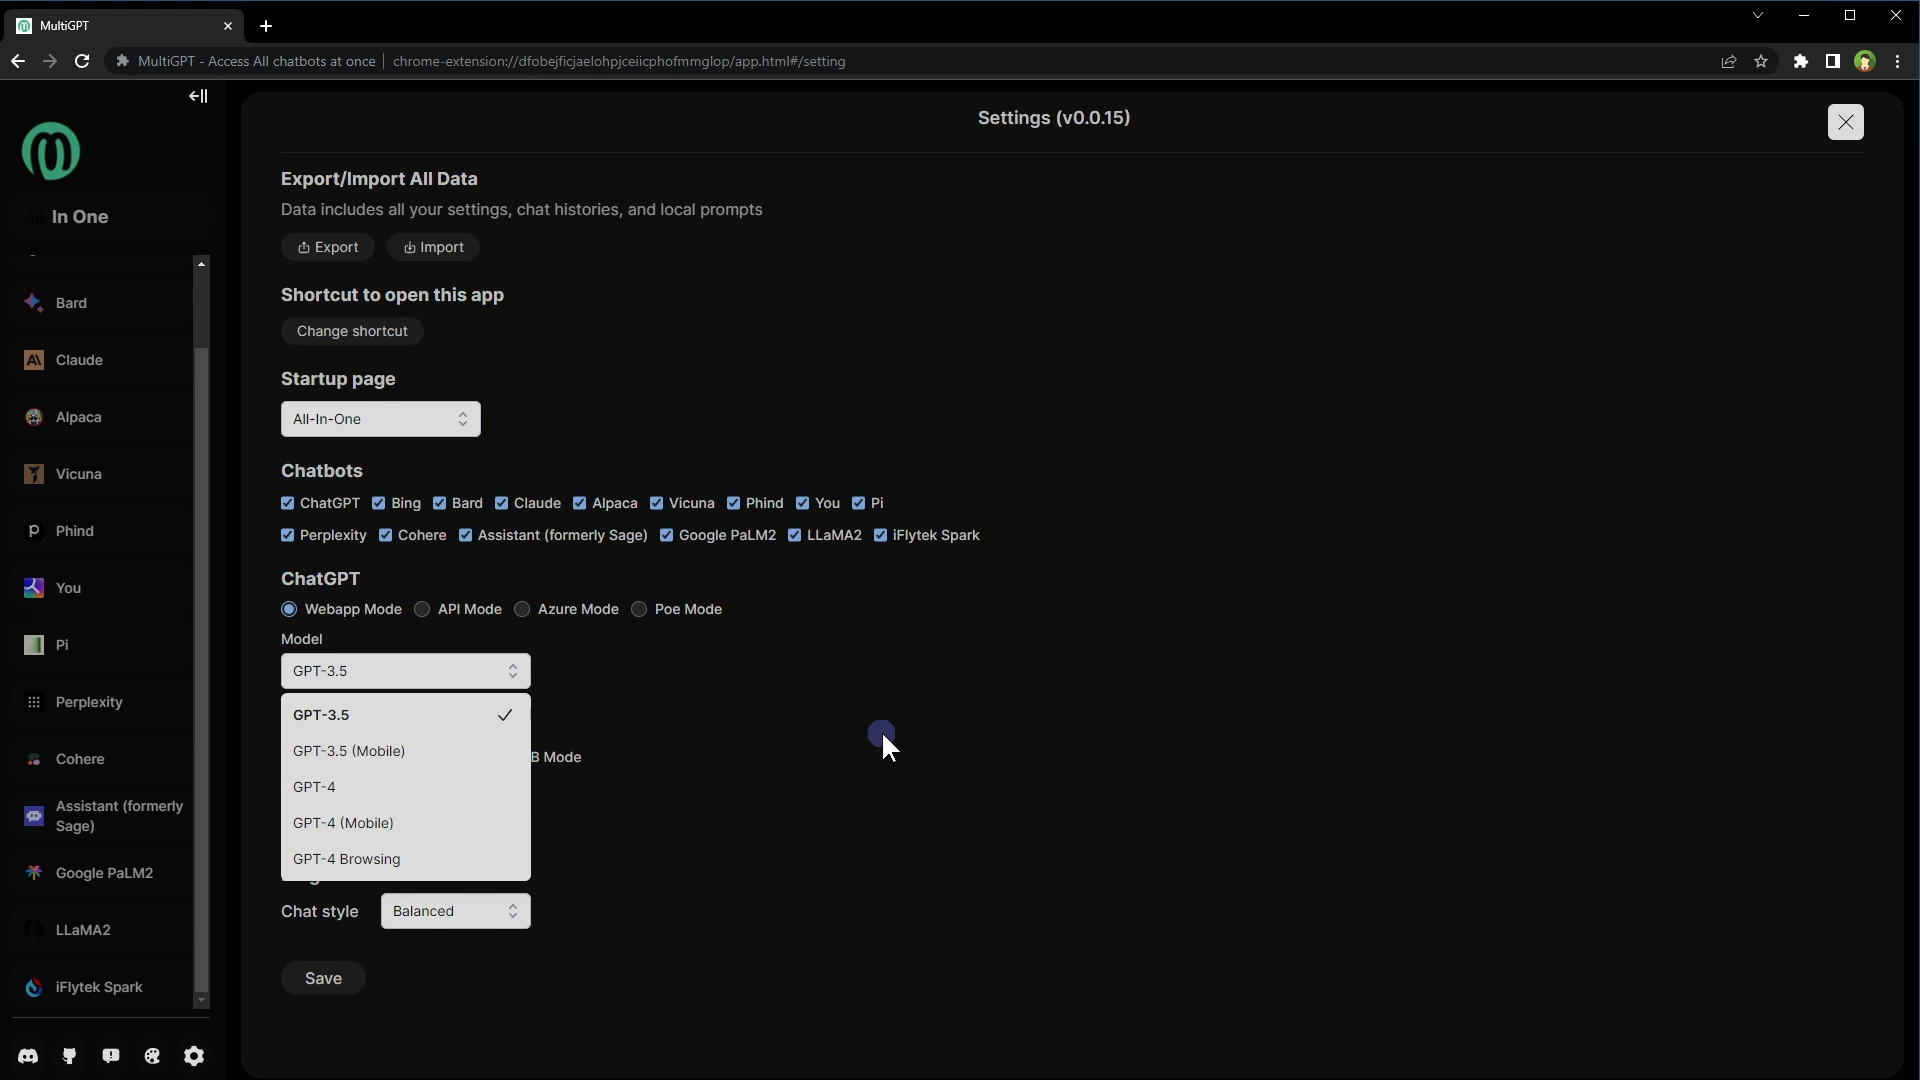 MultiGPT
MultiGPT - Access All chatbots at once
chrome-extension://dfobejficjaelohpjceiicphofmmglop/app.html#/setting
All In One
Bard
Claude
Alpaca
Vicuna
Phind
You
Pi
Perplexity
Cohere
Assistant (formerly
Sage)
Google PaLM2
LLaMA2
iFlytek Spark
Settings (v0.0.15)
Export/Import All Data
Data includes all your settings, chat histories, and local prompts
Export Import
Shortcut to open this app
Change shortcut
Startup page
All-In-One
Chatbots
ChatGPT Bing Bard Claude Alpaca Vicuna Phind You Pi
Perplexity Cohere Assistant (formerly Sage) Google PaLM2 LLaMA2 iFlytek Spark
ChatGPT
Webapp Mode API Mode Azure Mode Poe Mode
Model
GPT-3.5
GPT-3.5
GPT-3.5 (Mobile)
B Mode
GPT-4
GPT-4 (Mobile)
GPT-4 Browsing
Chat style Balanced
Save